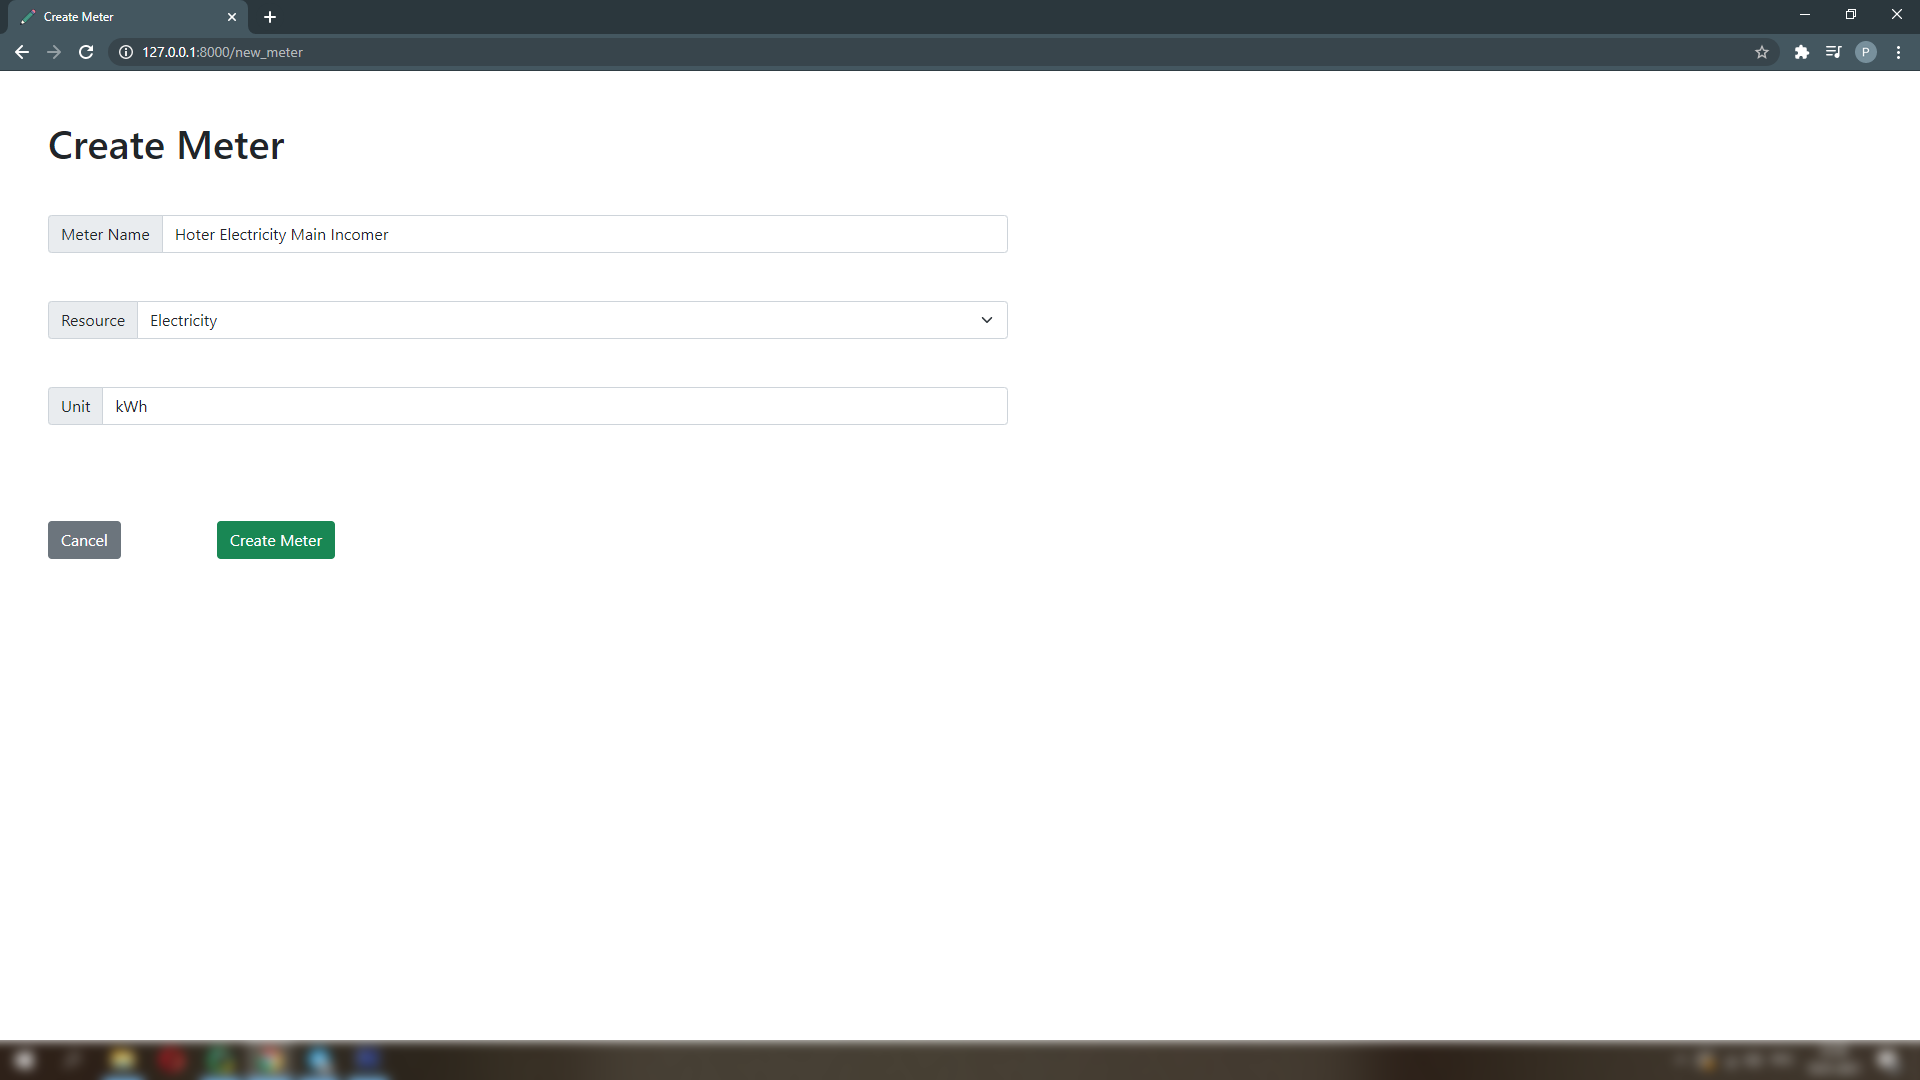 Create Meter
127.0.0.1:8000/new_meter
P
Create Meter
Meter Name Hoter Electricity Main Incomer
Resource Electricity
Unit kWh
Cancel Create Meter